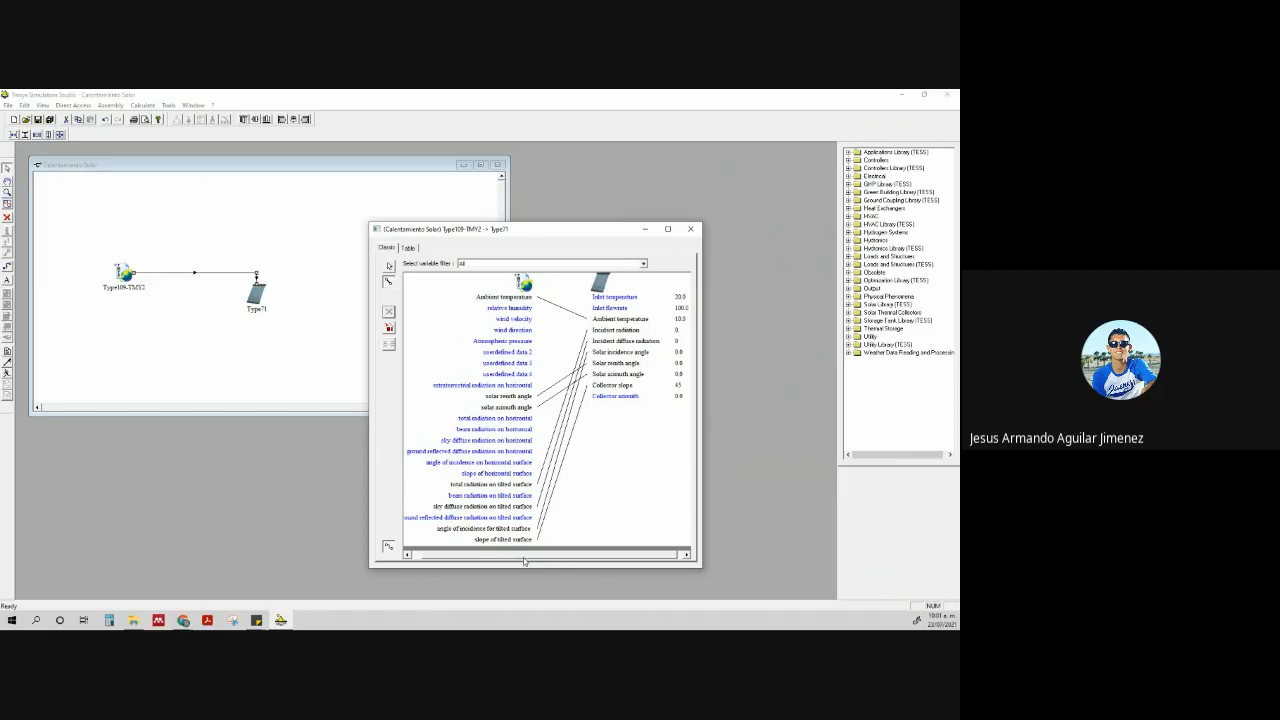 Trnsys Simulation Studio - Calentamiento Solar
File Edit View Direct Access Assembly Calculate Tools Window ?
Calentamiento Solar
Type109-TMY2
Type71
(Calentamiento Solar) Type109-TMY2 -> Type71
Classic Table
Select variable filter : All
Ambient temperature Inlet temperature 20.0
relative humidity Inlet flowrate 100.0
wind velocity Ambient temperature 10.0
wind direction Incident radiation 0.
Atmospheric pressure Incident diffuse radiation 0
userdefined data 2 Solar incidence angle 0.0
userdefined data 3 Solar zenith angle 0.0
userdefined data 4 Solar azimuth angle 0.0
extraterrestrial radiation on horizontal Collector slope 45
solar zenith angle Collector azimuth 0.0
solar azimuth angle
total radiation on horizontal
beam radiation on horizontal
sky diffuse radiation on horizontal
ground reflected diffuse radiation on horizontal
angle of incidence on horizontal surface
slope of horizontal surface
total radiation on tilted surface
beam radiation on tilted surface
sky diffuse radiation on tilted surface
ound reflected diffuse radiation on tilted surface
angle of incidence for tilted surface
slope of tilted surface
Applications Library (TESS)
Controllers
Controllers Library (TESS)
Electrical
GHP Library (TESS)
Green Building Library (TESS)
Ground Coupling Library (TESS)
Heat Exchangers
HVAC
HVAC Library (TESS)
Hydrogen Systems
Hydronics
Hydronics Library (TESS)
Loads and Structures
Loads and Structures (TESS)
Obsolete
Optimization Library (TESS)
Output
Physical Phenomena
Solar Library (TESS)
Solar Thermal Collectors
Storage Tank Library (TESS)
Thermal Storage
Utility
Utility Library (TESS)
Weather Data Reading and Processin
Ready NUM
10:01 a. m.
23/07/2021
Jesus Armando Aguilar Jimenez